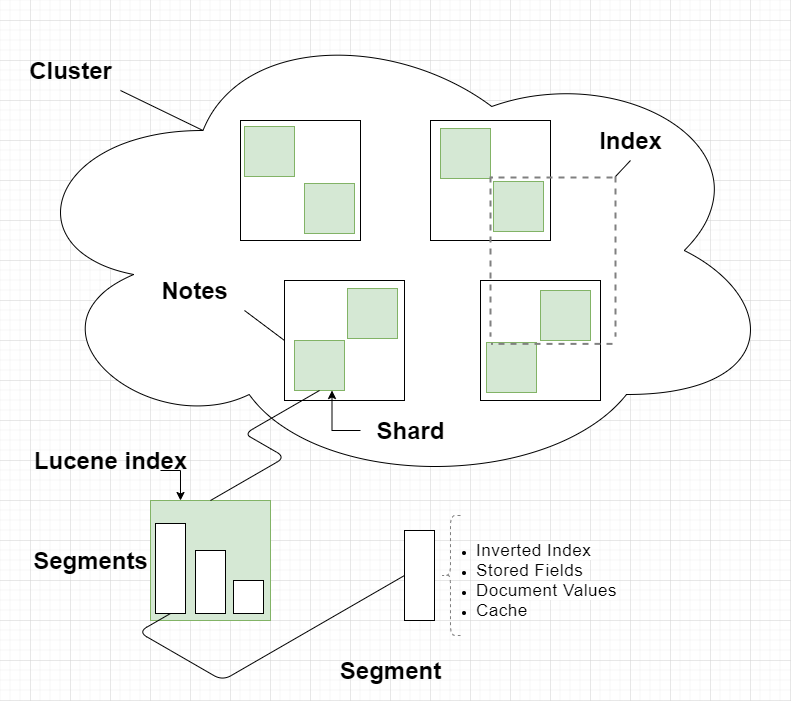 Cluster
Index
Notes
Shard
Lucene index
Segments
Inverted Index
Stored Fields
Document Values
Cache
Segment